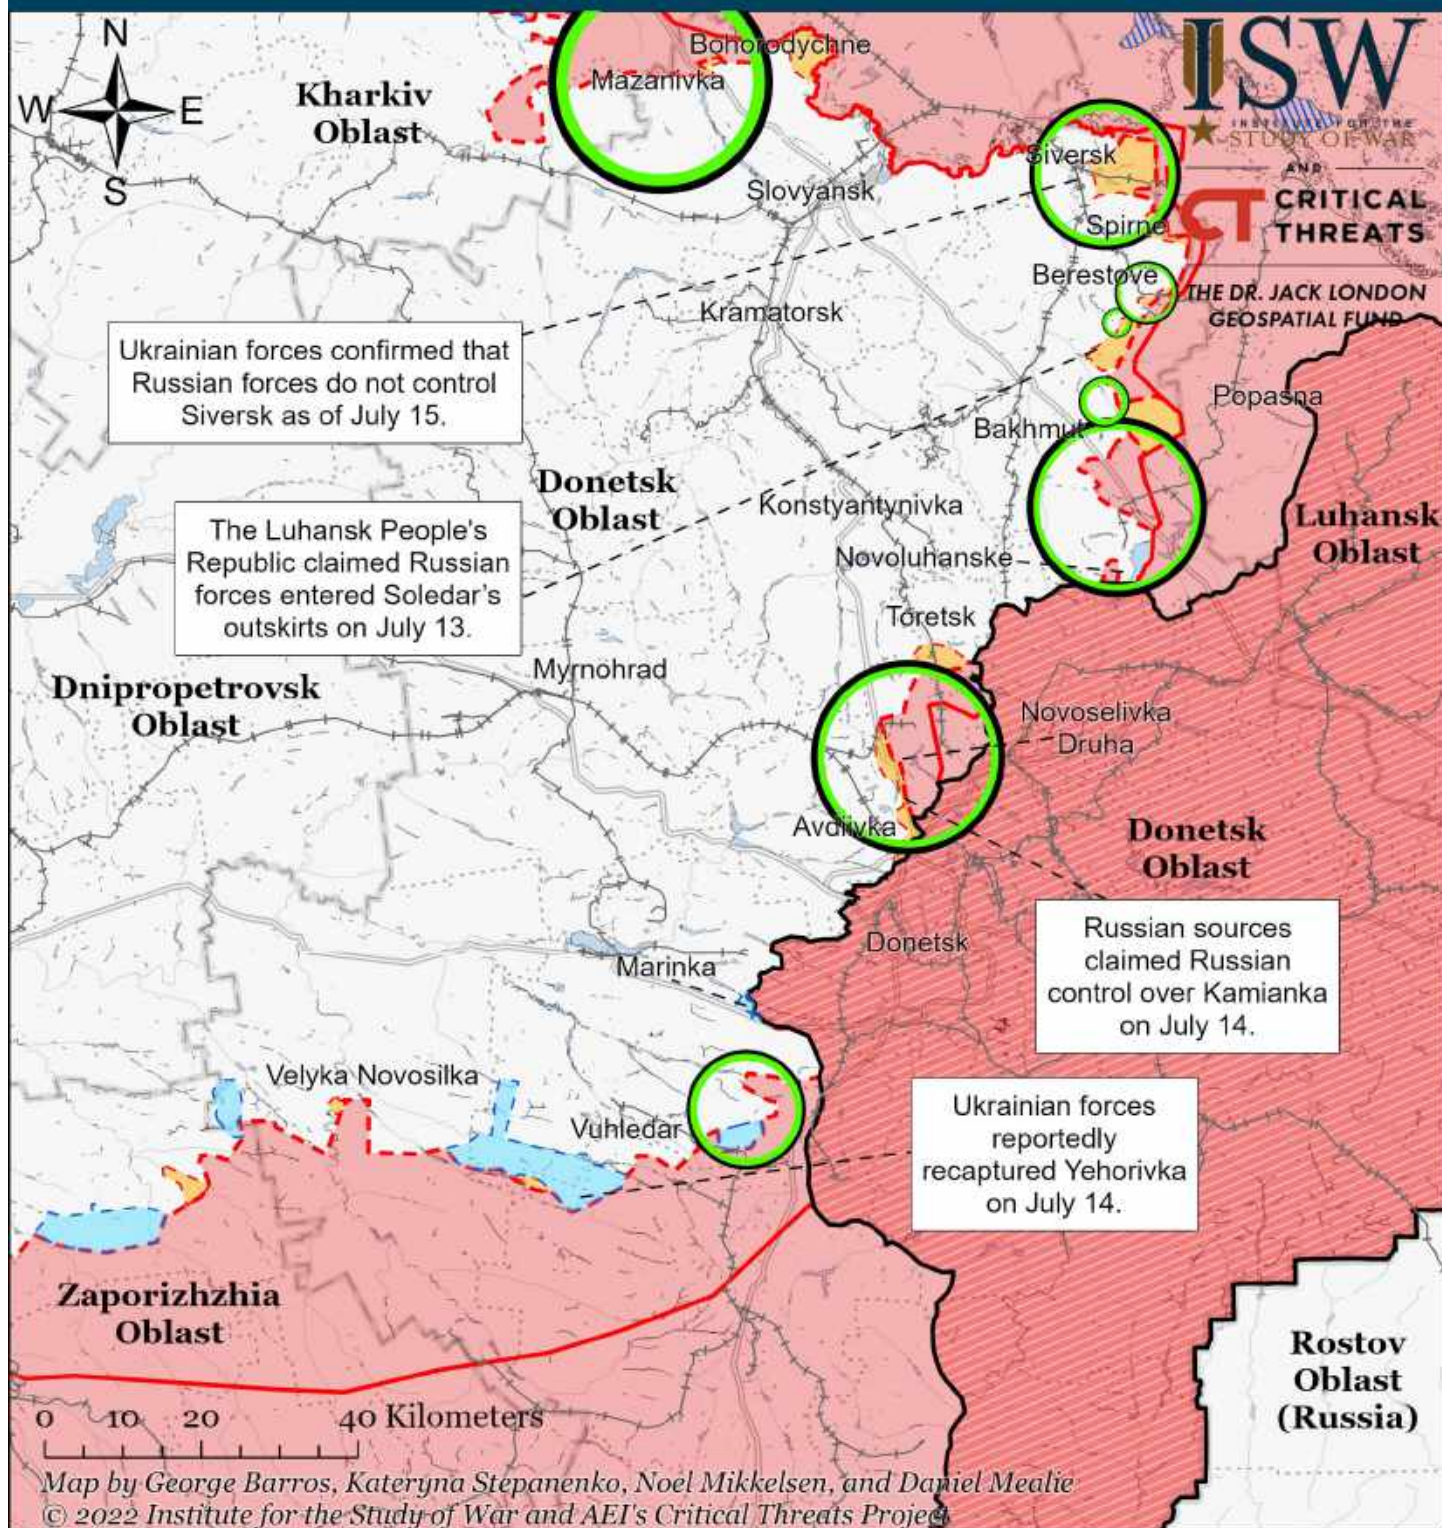 N
W
E
S
Kharkiv
Oblast
Bohorodychne
Mazanivka
ISW
INSTITUTE FOR THE
STUDY OF WAR
AND
CT CRITICAL
THREATS
THE DR. JACK LONDON
GEOSPATIAL FUND
Siversk
Slovyansk
Spirne
Berestove
Kramatorsk
Ukrainian forces confirmed that
Russian forces do not control
Siversk as of July 15.
Popasna
Bakhmut
Donetsk
Oblast
Konstyantynivka
Luhansk
Oblast
The Luhansk People's
Republic claimed Russian
forces entered Soledar’s
outskirts on July 13.
Novoluhanske
Toretsk
Myrnohrad
Dnipropetrovsk
Oblast
Novoselivka
Druha
Avdiivka
Donetsk
Oblast
Russian sources
claimed Russian
control over Kamianka
on July 14.
Donetsk
Marinka
Velyka Novosilka
Vuhledar
Ukrainian forces
reportedly
recaptured Yehorivka
on July 14.
Zaporizhzhia
Oblast
Rostov
Oblast
(Russia)
0 10 20 40 Kilometers
Map by George Barros, Kateryna Stepanenko, Noel Mikkelsen, and Daniel Mealie
© 2022 Institute for the Study of War and AEI's Critical Threats Project